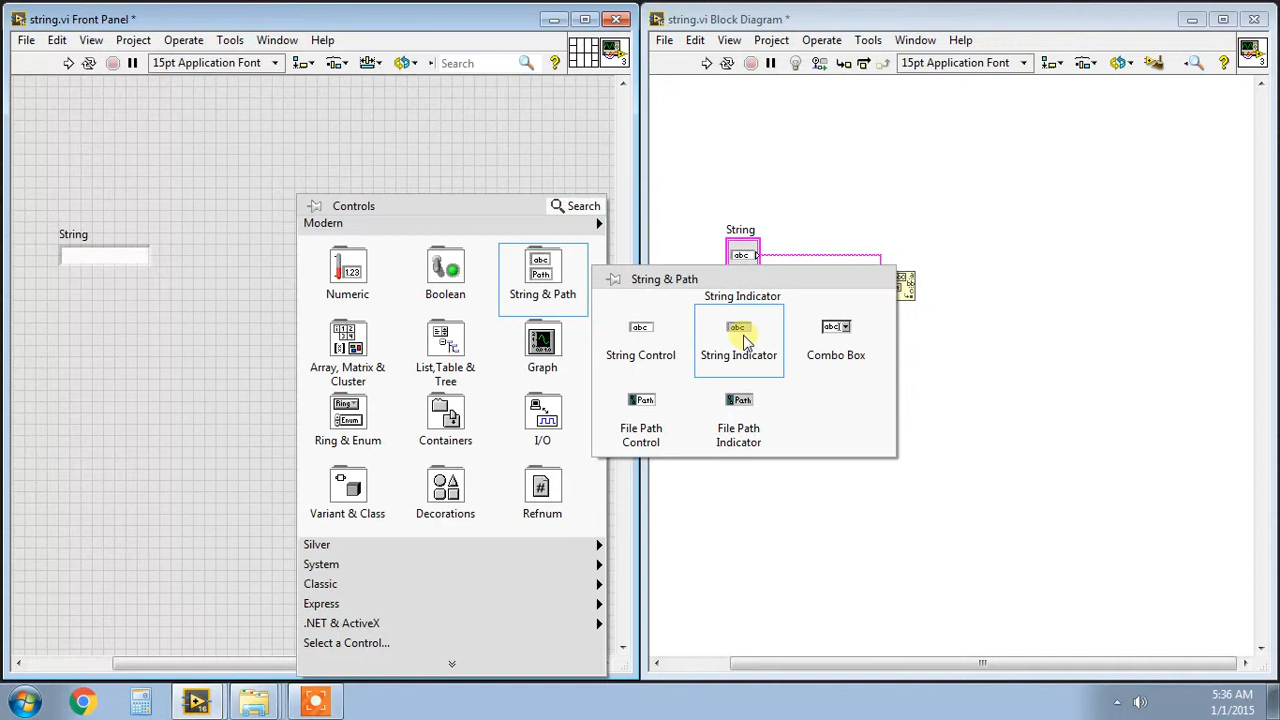 string.vi Front Panel *
File Edit View Project Operate Tools Window Help
15pt Application Font
Search
?
3
String
Controls
Search
Modern
Numeric
Boolean
String & Path
Array, Matrix & Cluster
List,Table & Tree
Graph
Ring & Enum
Containers
I/O
Variant & Class
Decorations
Refnum
Silver
System
Classic
Express
.NET & ActiveX
Select a Control...
string.vi Block Diagram *
File Edit View Project Operate Tools Window Help
15pt Application Font
?
3
String
abc
String & Path
String Indicator
String Control
String Indicator
Combo Box
File Path Control
File Path Indicator
5:36 AM
1/1/2015